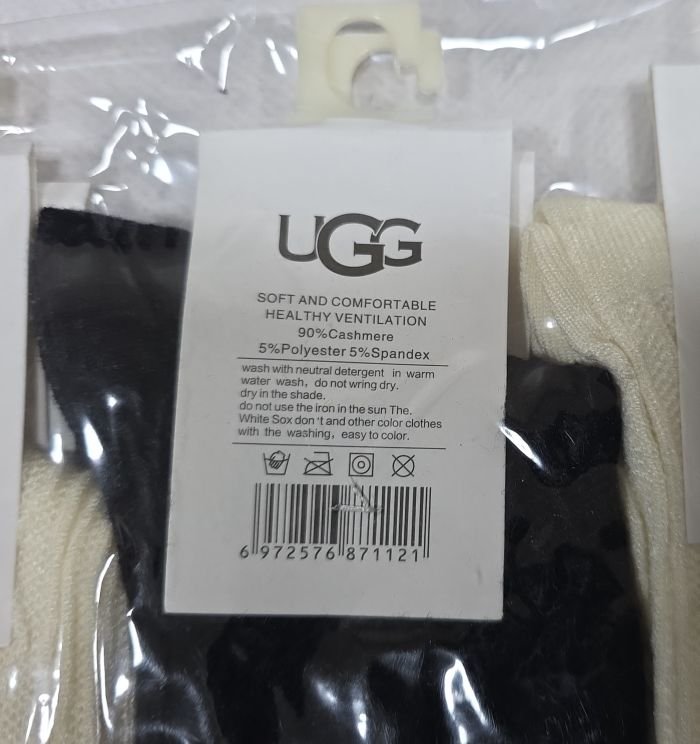 UGG
SOFT AND COMFORTABLE
HEALTHY VENTILATION
90%Cashmere
5%Polyester 5%Spandex
wash with neutral detergent in warm
water wash, do not wring dry.
dry in the shade.
do not use the iron in the sun The.
White Sox don't and other color clothes
with the washing, easy to color.
6 972576 871121